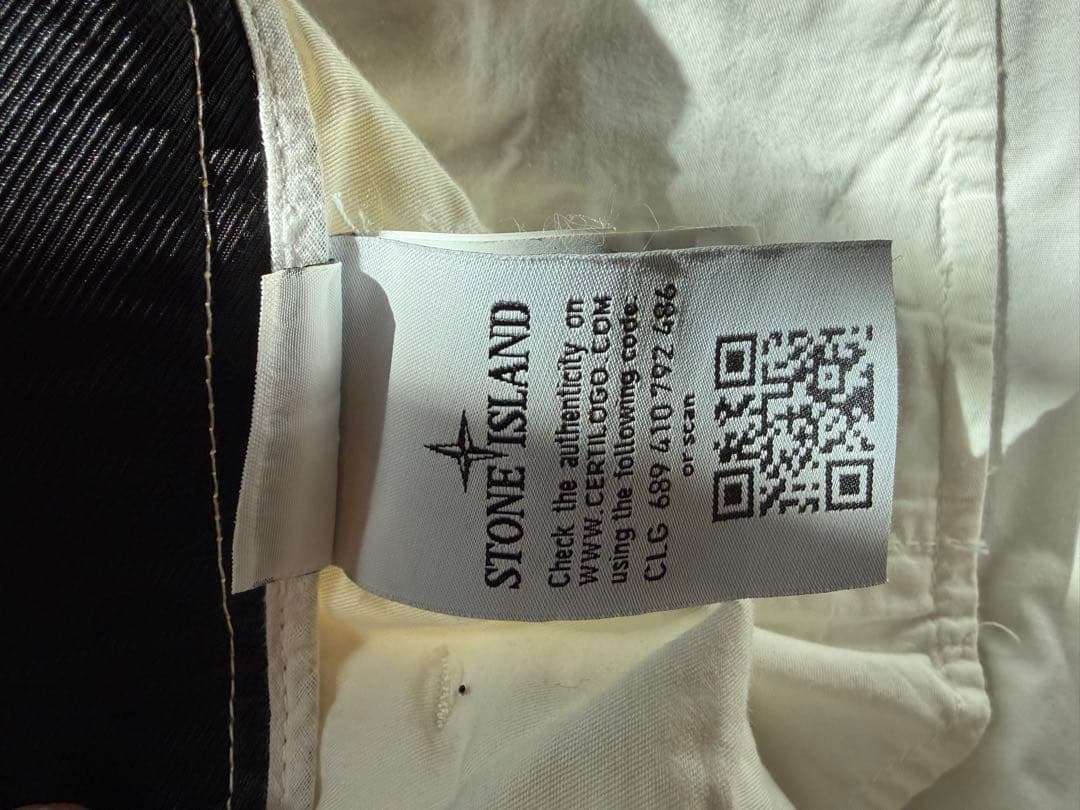 STONE ISLAND
Check the authenticity on
WWW.CERTILOGO.COM
using the following code:
CLG 689 410 792 486
or scan